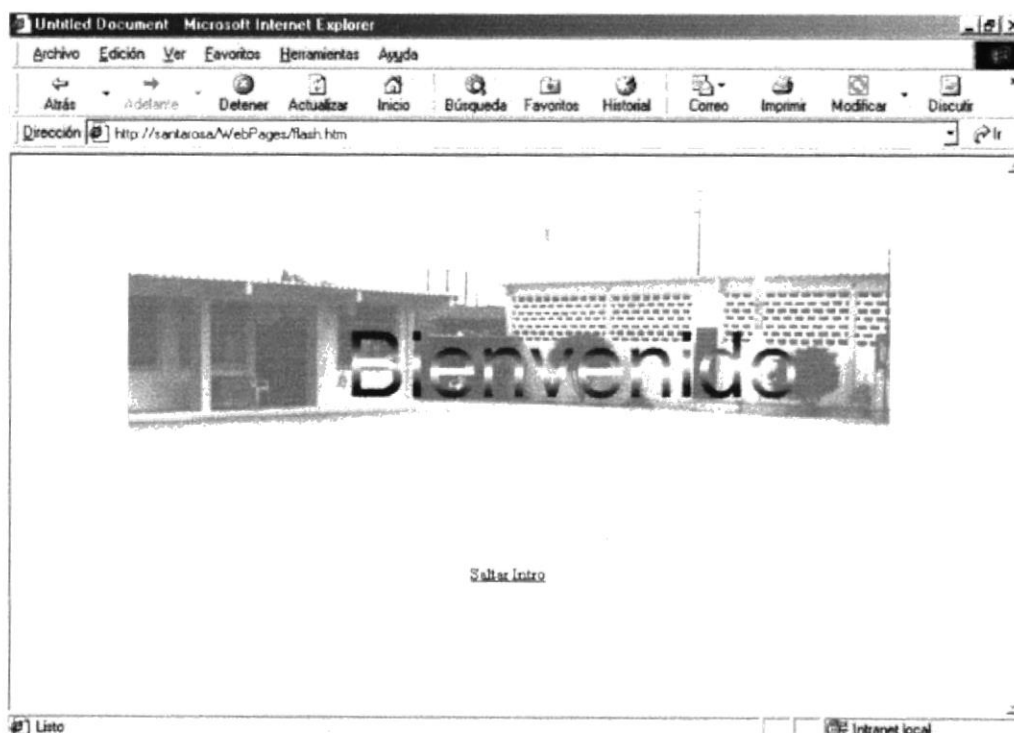 Untitled Document - Microsoft Internet Explorer
Archivo Edición Ver Favoritos Herramientas Ayuda
Atrás Adelante Detener Actualizar Inicio Búsqueda Favoritos Historial Correo Imprimir Modificar Discutir
Dirección http://santarosa/WebPages/flash.htm Ir
Bienvenido
Saltar Intro
Listo Intranet local